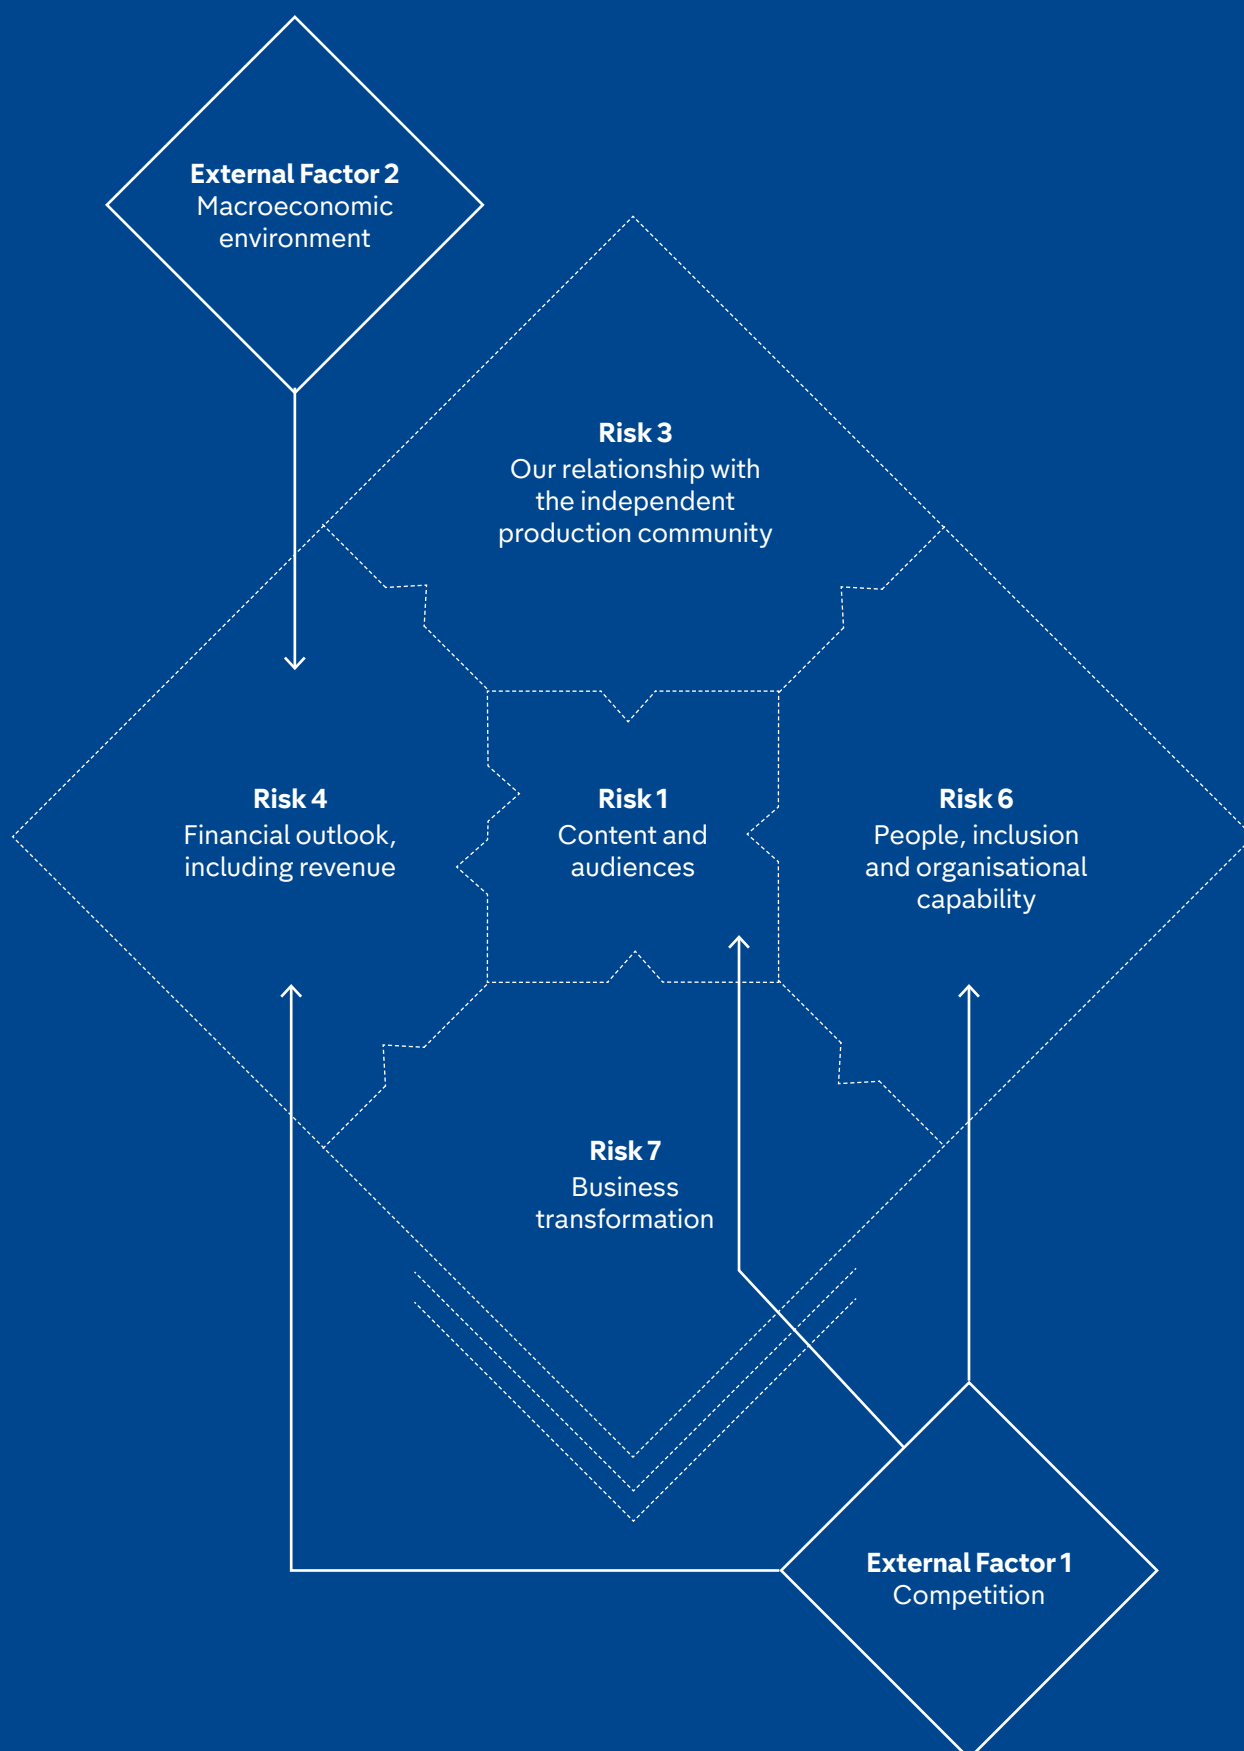 External Factor 2
Macroeconomic
environment
Risk 3
Our relationship with
the independent
production community
Risk 4
Financial outlook,
including revenue
Risk 1
Content and
audiences
Risk 6
People, inclusion
and organisational
capability
Risk 7
Business
transformation
External Factor 1
Competition